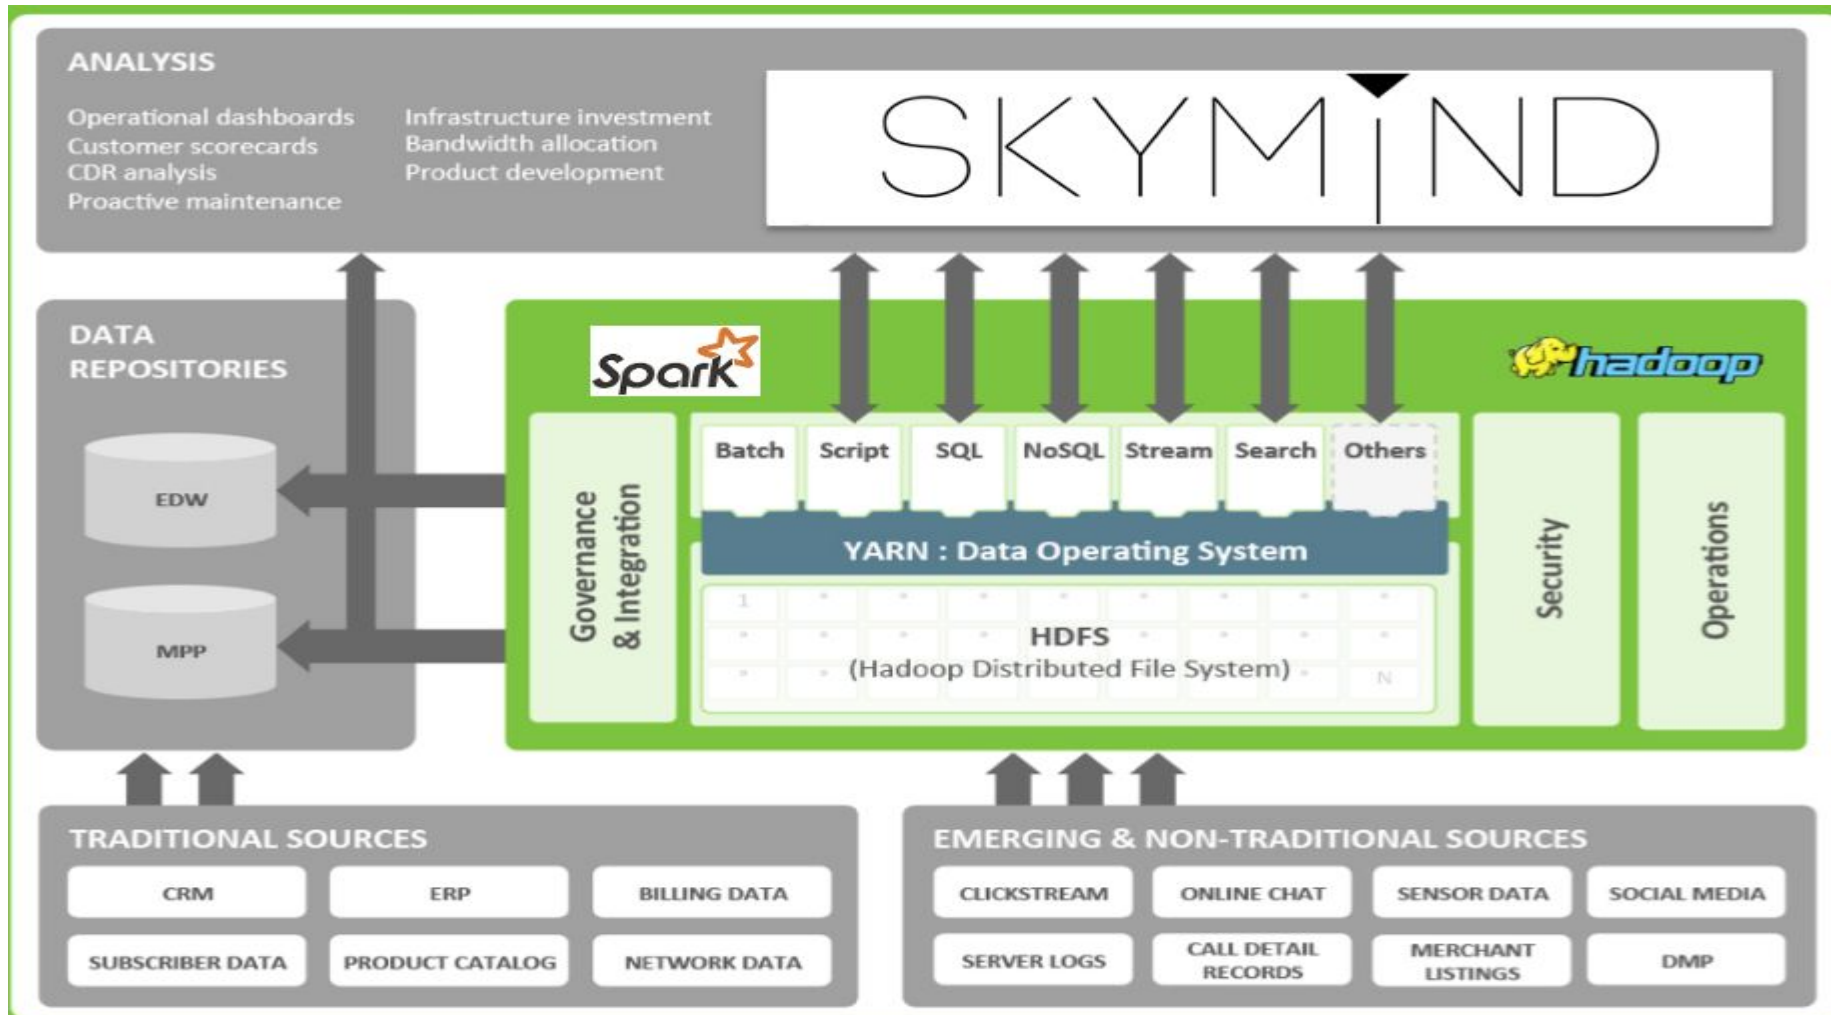 ANALYSIS
Operational dashboards
Customer scorecards
CDR analysis
Proactive maintenance
Infrastructure investment
Bandwidth allocation
Product development
SKYMIND
DATA
REPOSITORIES
EDW
MPP
Spark
hadoop
Governance
& Integration
Batch
Script
SQL
NoSQL
Stream
Search
Others
YARN : Data Operating System
1
HDFS
(Hadoop Distributed File System)
N
Security
Operations
TRADITIONAL SOURCES
CRM
ERP
BILLING DATA
SUBSCRIBER DATA
PRODUCT CATALOG
NETWORK DATA
EMERGING & NON-TRADITIONAL SOURCES
CLICKSTREAM
ONLINE CHAT
SENSOR DATA
SOCIAL MEDIA
SERVER LOGS
CALL DETAIL
RECORDS
MERCHANT
LISTINGS
DMP